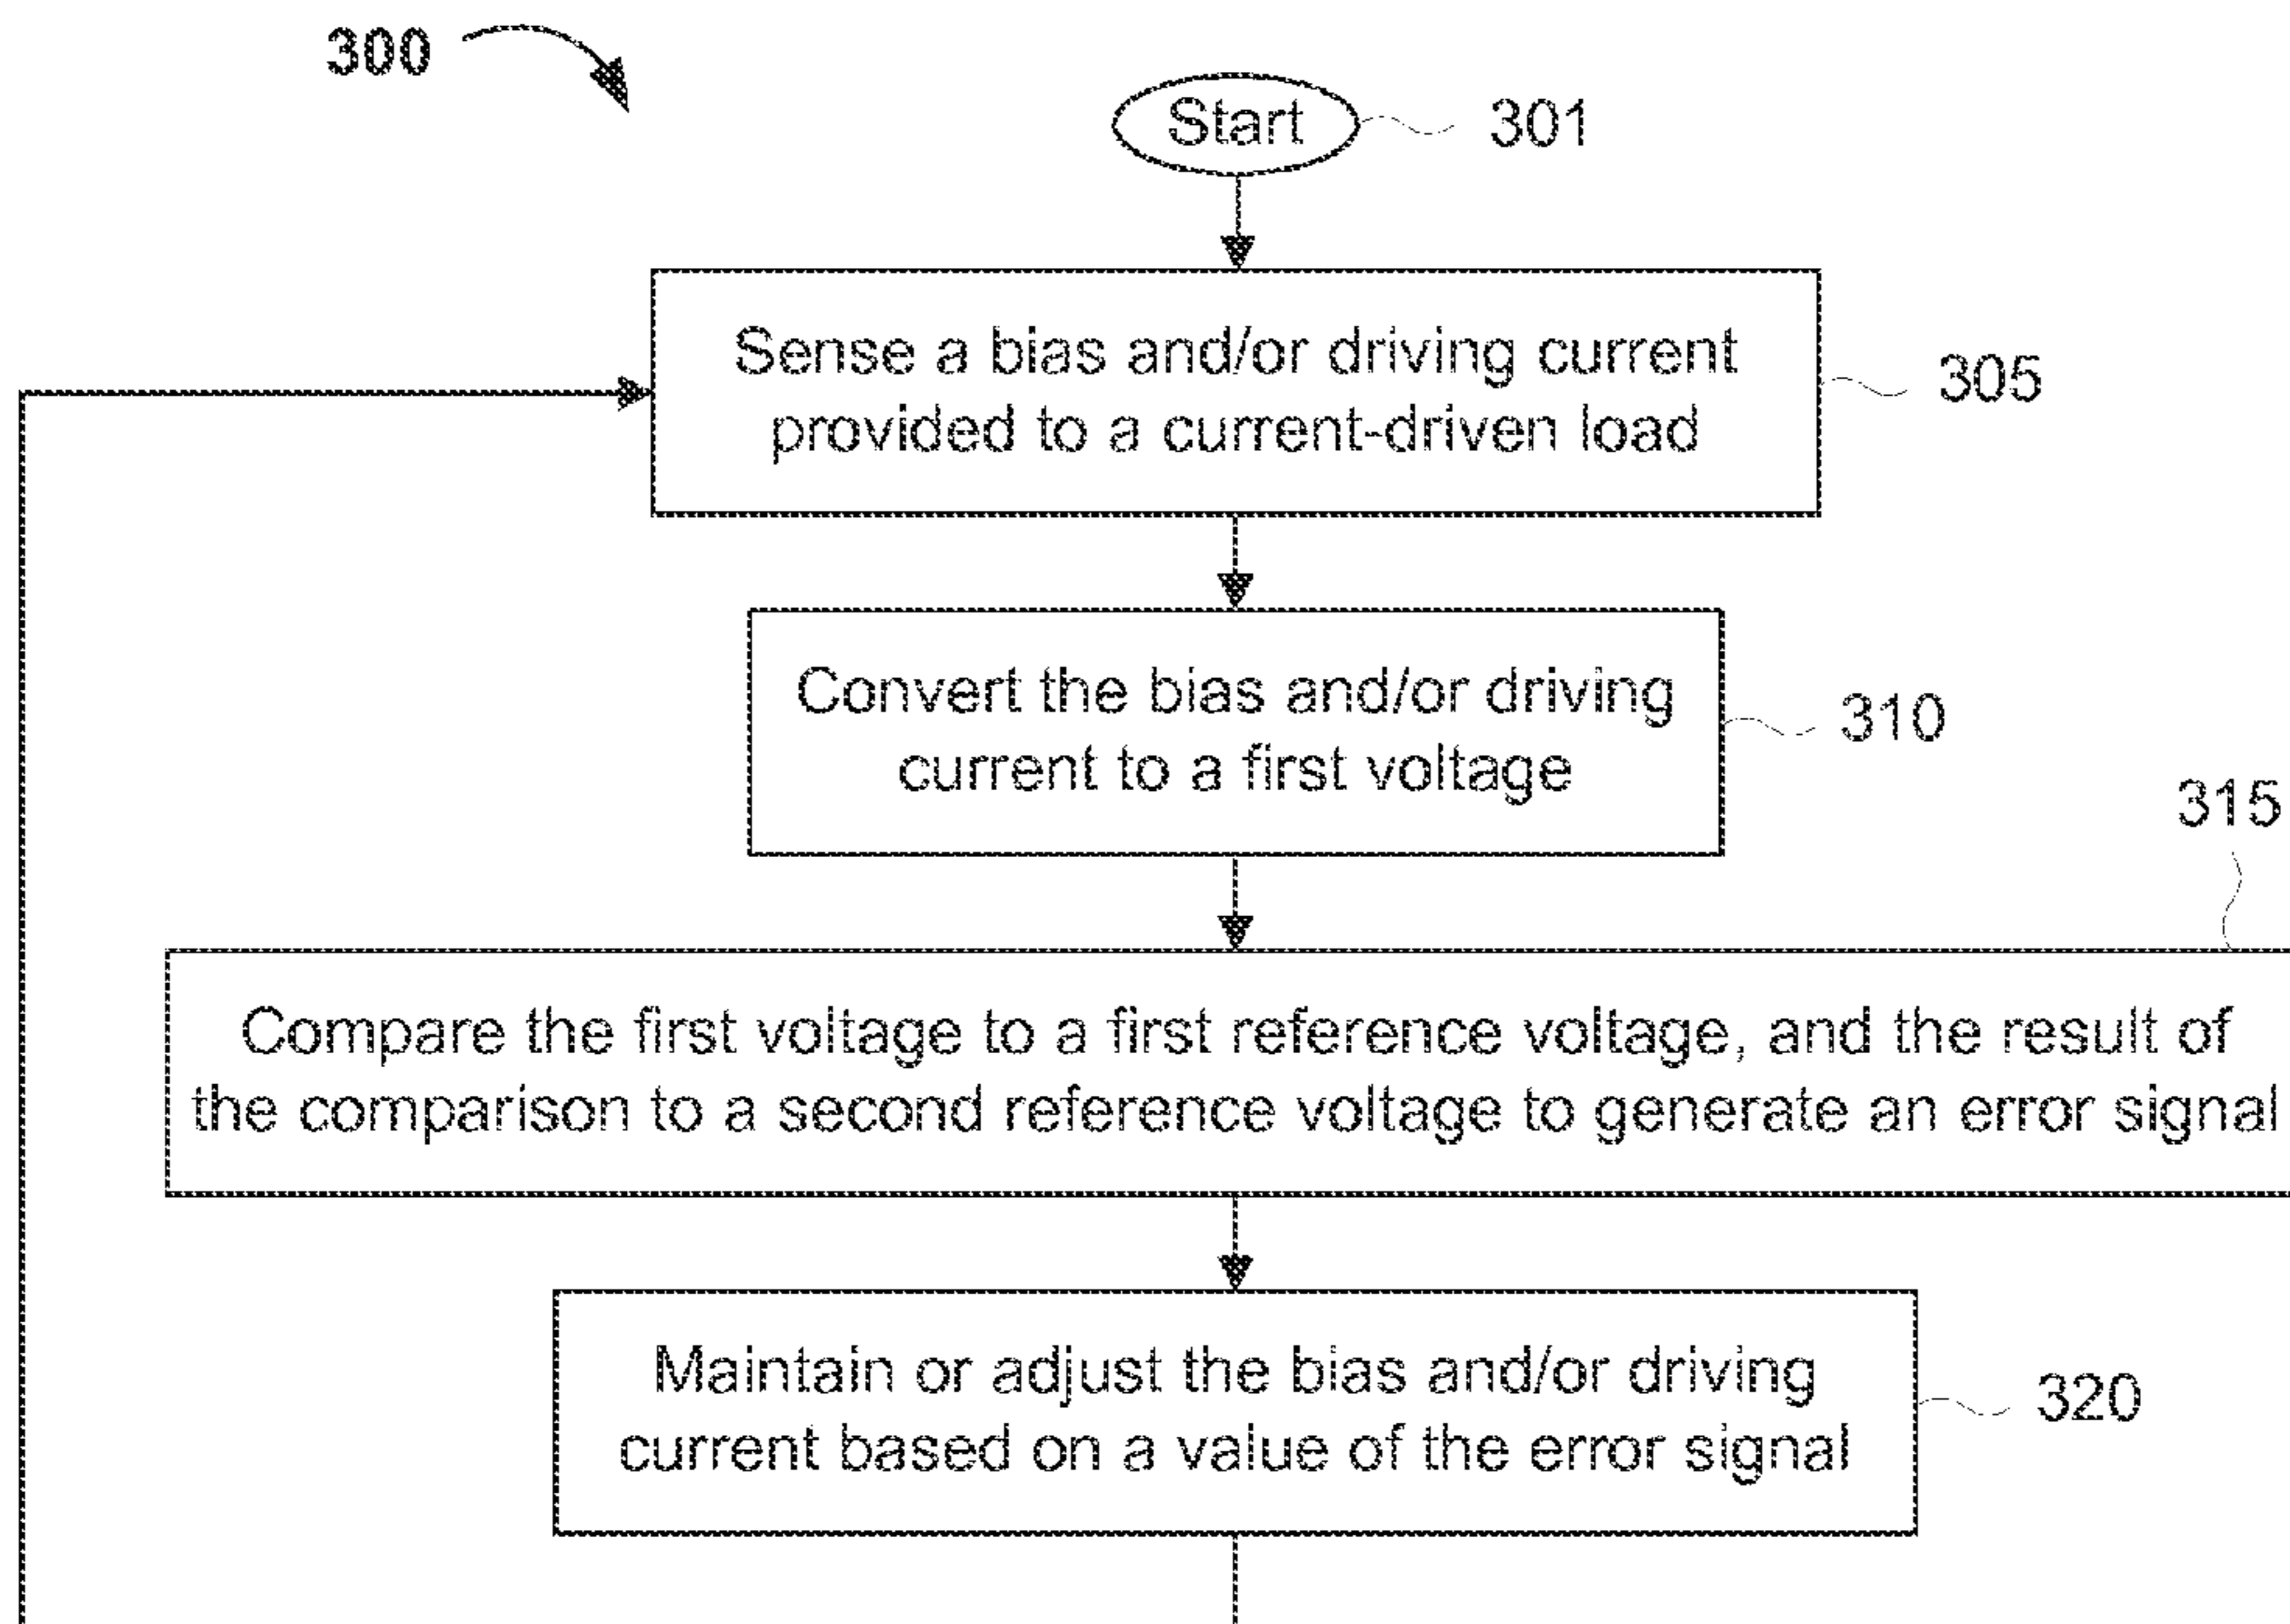 300
Start
301
Sense a bias and/or driving current
provided to a current-driven load
305
Convert the bias and/or driving
current to a first voltage
310
315
Compare the first voltage to a first reference voltage, and the result of
the comparison to a second reference voltage to generate an error signal
Maintain or adjust the bias and/or driving
current based on a value of the error signal
320